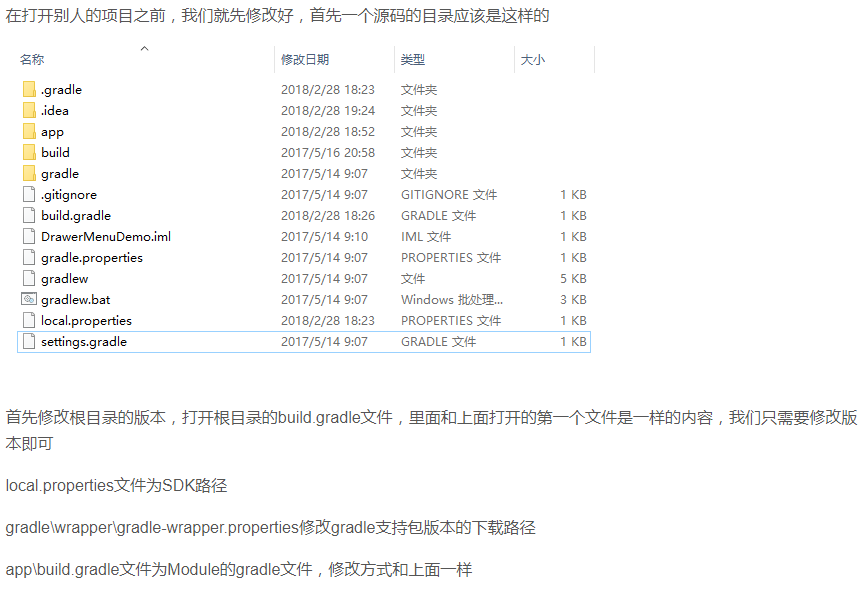 在打开别人的项目之前，我们就先修改好，首先一个源码的目录应该是这样的
名称 修改日期 类型 大小
.gradle 2018/2/28 18:23 文件夹
.idea 2018/2/28 19:24 文件夹
app 2018/2/28 18:52 文件夹
build 2017/5/16 20:58 文件夹
gradle 2017/5/14 9:07 文件夹
.gitignore 2017/5/14 9:07 GITIGNORE 文件 1 KB
build.gradle 2018/2/28 18:26 GRADLE 文件 1 KB
DrawerMenuDemo.iml 2017/5/14 9:10 IML 文件 1 KB
gradle.properties 2017/5/14 9:07 PROPERTIES 文件 1 KB
gradlew 2017/5/14 9:07 文件 5 KB
gradlew.bat 2017/5/14 9:07 Windows 批处理... 3 KB
local.properties 2018/2/28 18:23 PROPERTIES 文件 1 KB
settings.gradle 2017/5/14 9:07 GRADLE 文件 1 KB
首先修改根目录的版本，打开根目录的build.gradle文件，里面和上面打开的第一个文件是一样的内容，我们只需要修改版
本即可
local.properties文件为SDK路径
gradle\wrapper\gradle-wrapper.properties修改gradle支持包版本的下载路径
app\build.gradle文件为Module的gradle文件，修改方式和上面一样